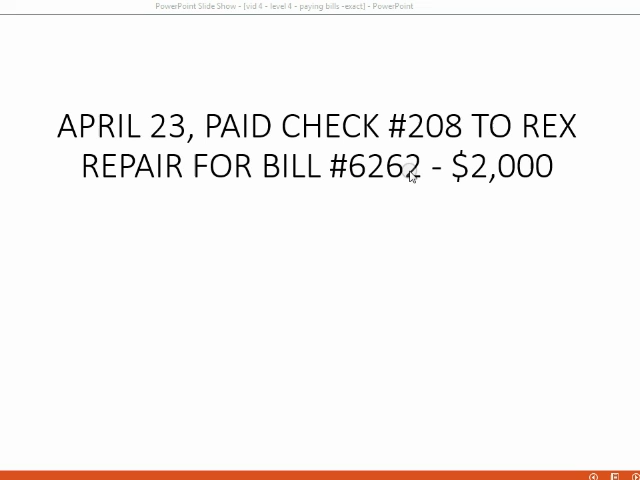 PowerPoint Slide Show - [vid 4 - level 4 - paying bills -exact] - PowerPoint
APRIL 23, PAID CHECK #208 TO REX
REPAIR FOR BILL #6262 - $2,000